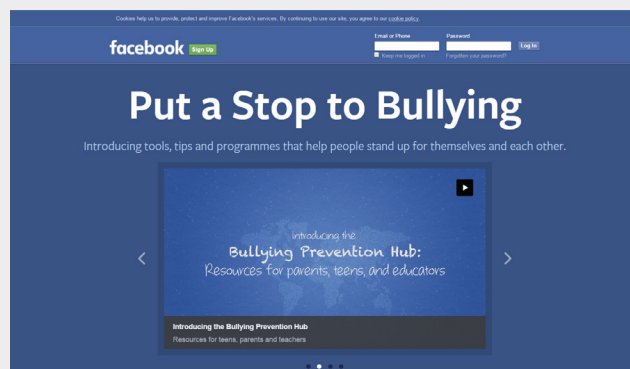 Cookies help us to provide, protect and improve Facebook's services. By continuing to use our site, you agree to our cookie policy.
facebook Sign Up
Email or Phone Password
Log In
Keep me logged in Forgotten your password?
Put a Stop to Bullying
Introducing tools, tips and programmes that help people stand up for themselves and each other.
introducing the
Bullying Prevention Hub:
Resources for parents, teens, and educators
Introducing the Bullying Prevention Hub
Resources for teens, parents and teachers